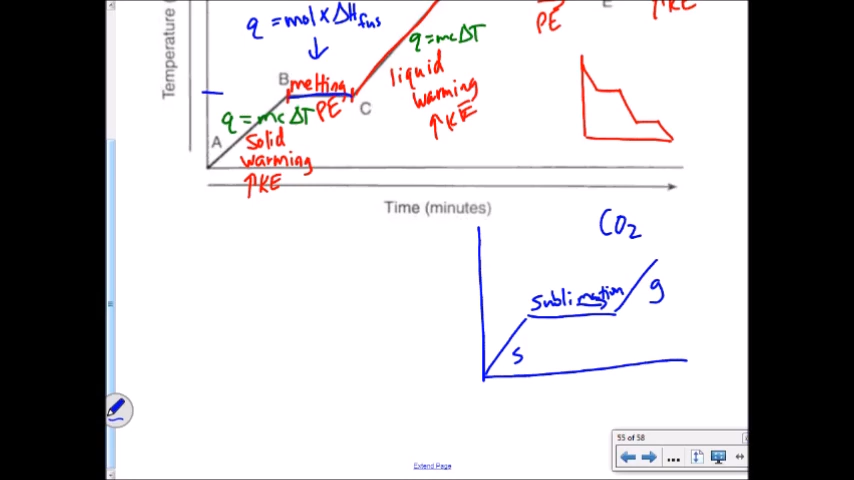 q = mol x ΔHfus
PE
E
↑KE
q = mcΔT
Temperature (
B
melting
PE
C
liquid
warming
↑KE
q = mcΔT
A
Solid
warming
↑KE
Time (minutes)
CO₂
sublimation
g
s
55 of 58
...
Extend Page